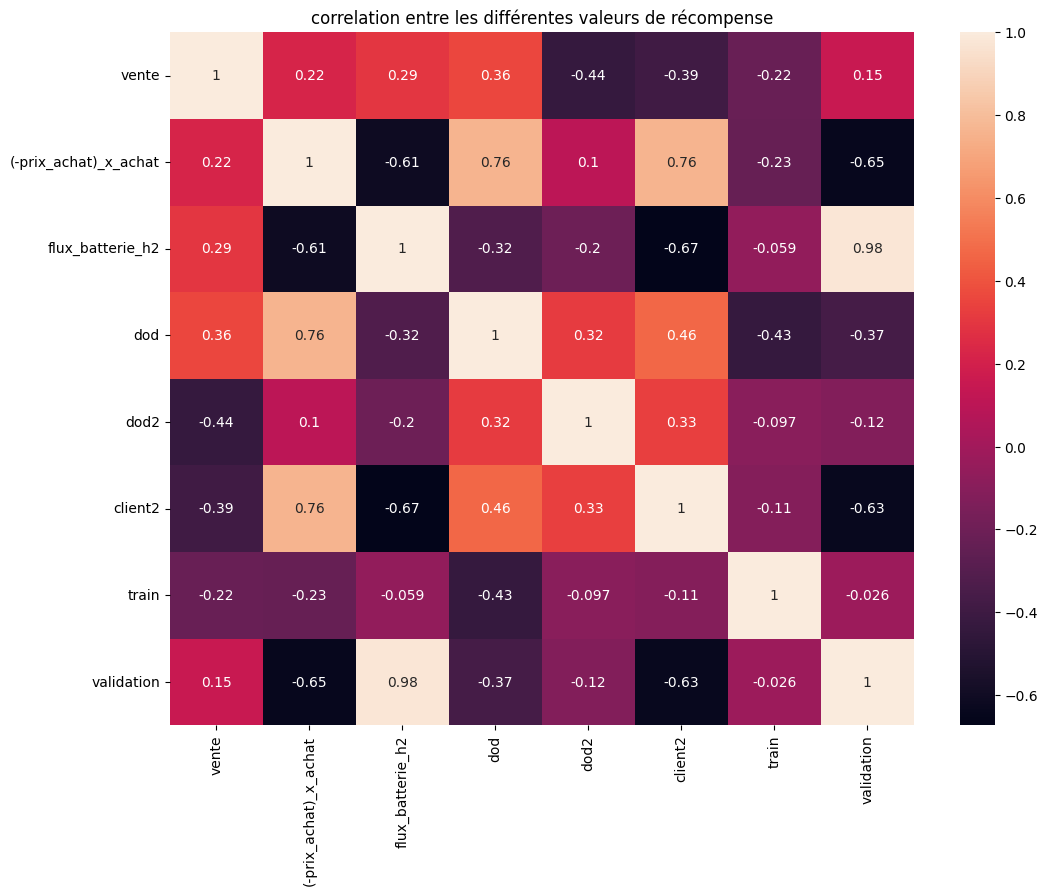 correlation entre les différentes valeurs de récompense
vente 1 0.22 0.29 0.36 -0.44 -0.39 -0.22 0.15
(-prix_achat)_x_achat 0.22 1 -0.61 0.76 0.1 0.76 -0.23 -0.65
flux_batterie_h2 0.29 -0.61 1 -0.32 -0.2 -0.67 -0.059 0.98
dod 0.36 0.76 -0.32 1 0.32 0.46 -0.43 -0.37
dod2 -0.44 0.1 -0.2 0.32 1 0.33 -0.097 -0.12
client2 -0.39 0.76 -0.67 0.46 0.33 1 -0.11 -0.63
train -0.22 -0.23 -0.059 -0.43 -0.097 -0.11 1 -0.026
validation 0.15 -0.65 0.98 -0.37 -0.12 -0.63 -0.026 1
vente
(-prix_achat)_x_achat
flux_batterie_h2
dod
dod2
client2
train
validation
1.0
0.8
0.6
0.4
0.2
0.0
-0.2
-0.4
-0.6